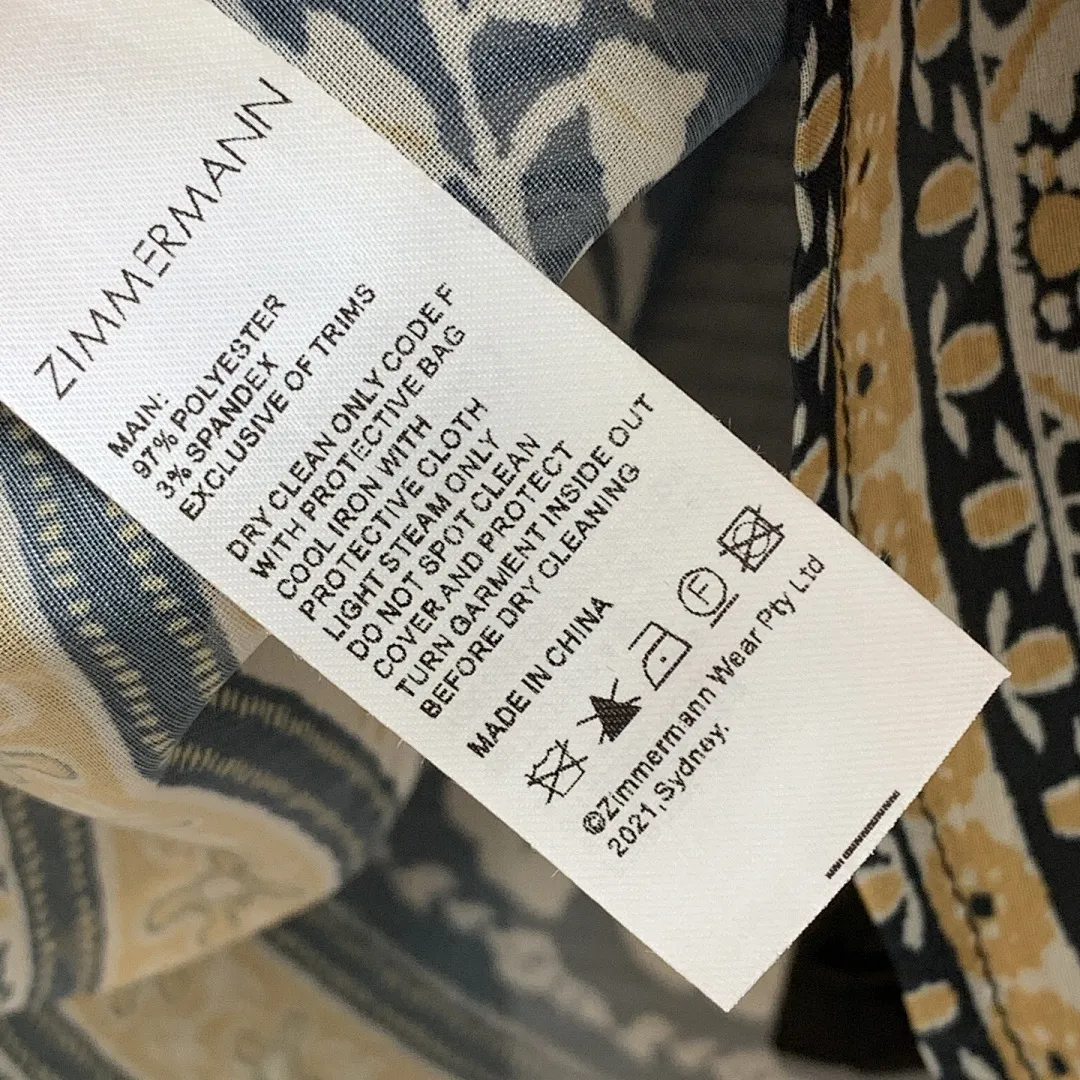 ZIMMERMANN
MAIN:
97% POLYESTER
3% SPANDEX
EXCLUSIVE OF TRIMS
DRY CLEAN ONLY CODE F
WITH PROTECTIVE BAG
COOL IRON WITH
PROTECTIVE CLOTH
LIGHT STEAM ONLY
DO NOT SPOT CLEAN
COVER AND PROTECT
TURN GARMENT INSIDE OUT
BEFORE DRY CLEANING
MADE IN CHINA
F
©Zimmermann Wear Pty Ltd
2021,Sydney.